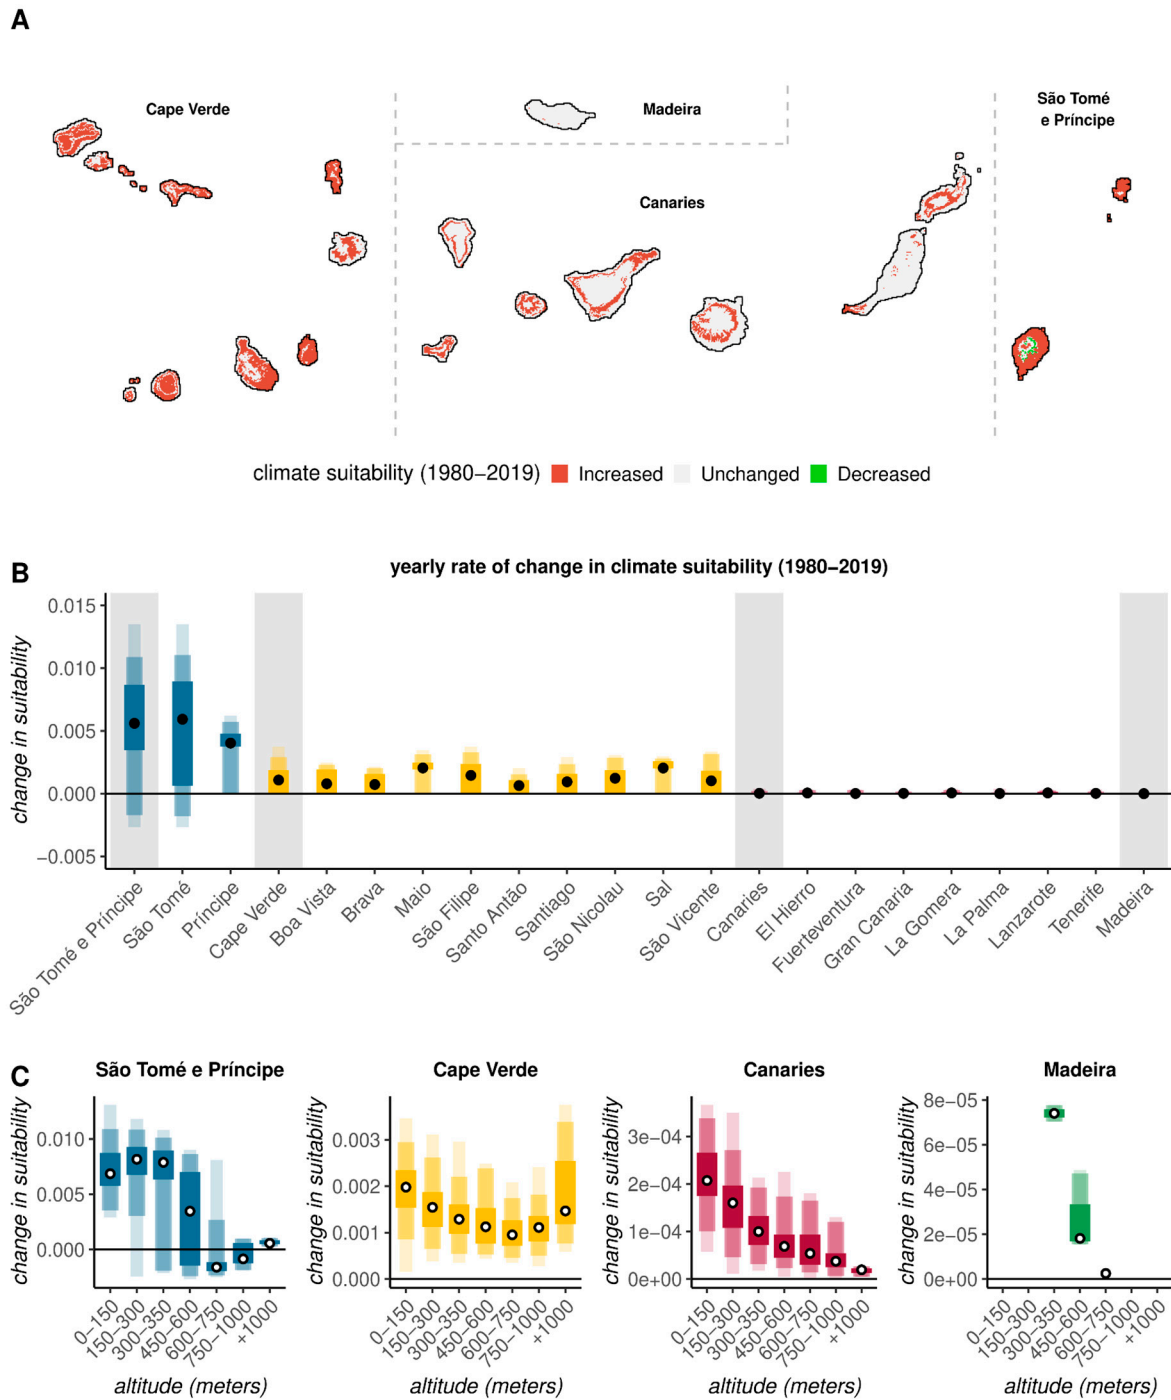 A
Cape Verde
Madeira
São Tomé
e Príncipe
Canaries
climate suitability (1980−2019) Increased Unchanged Decreased
B
yearly rate of change in climate suitability (1980−2019)
change in suitability
0.015
0.010
0.005
0.000
−0.005
São Tomé e Príncipe
São Tomé
Príncipe
Cape Verde
Boa Vista
Brava
Maio
São Filipe
Santo Antão
Santiago
São Nicolau
Sal
São Vicente
Canaries
El Hierro
Fuerteventura
Gran Canaria
La Gomera
La Palma
Lanzarote
Tenerife
Madeira
C
São Tomé e Príncipe
change in suitability
0.010
0.005
0.000
0−150
150−300
300−350
450−600
600−750
750−1000
+1000
altitude (meters)
Cape Verde
change in suitability
0.003
0.002
0.001
0.000
0−150
150−300
300−350
450−600
600−750
750−1000
+1000
altitude (meters)
Canaries
change in suitability
3e−04
2e−04
1e−04
0e+00
0−150
150−300
300−350
450−600
600−750
750−1000
+1000
altitude (meters)
Madeira
change in suitability
8e−05
6e−05
4e−05
2e−05
0e+00
0−150
150−300
300−350
450−600
600−750
750−1000
+1000
altitude (meters)